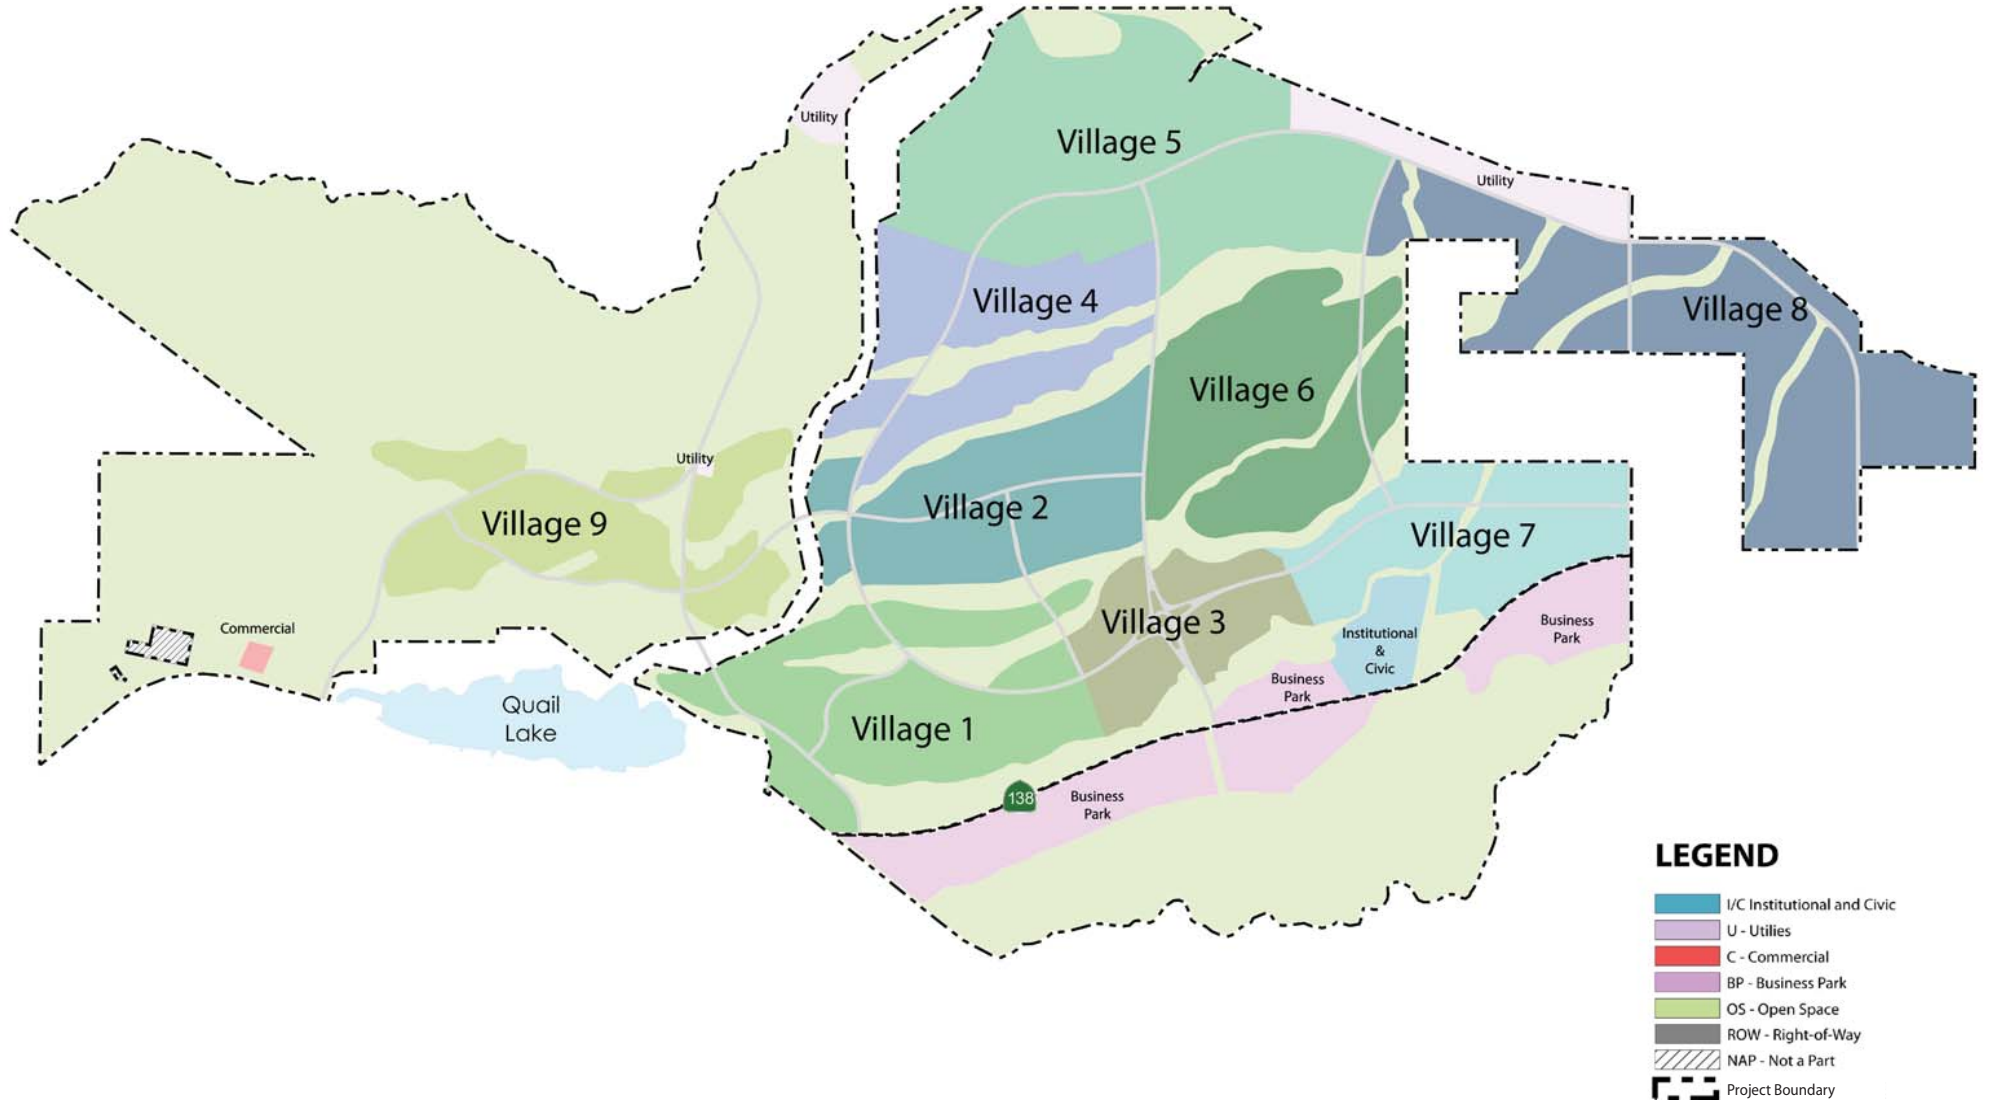 Utility
Village 5
Utility
Village 4
Village 8
Village 6
Utility
Village 9
Village 2
Village 7
Commercial
Village 3
Institutional
&
Civic
Business
Park
Business
Park
Quail
Lake
Village 1
138
Business
Park
LEGEND
I/C Institutional and Civic
U - Utilies
C - Commercial
BP - Business Park
OS - Open Space
ROW - Right-of-Way
NAP - Not a Part
Project Boundary